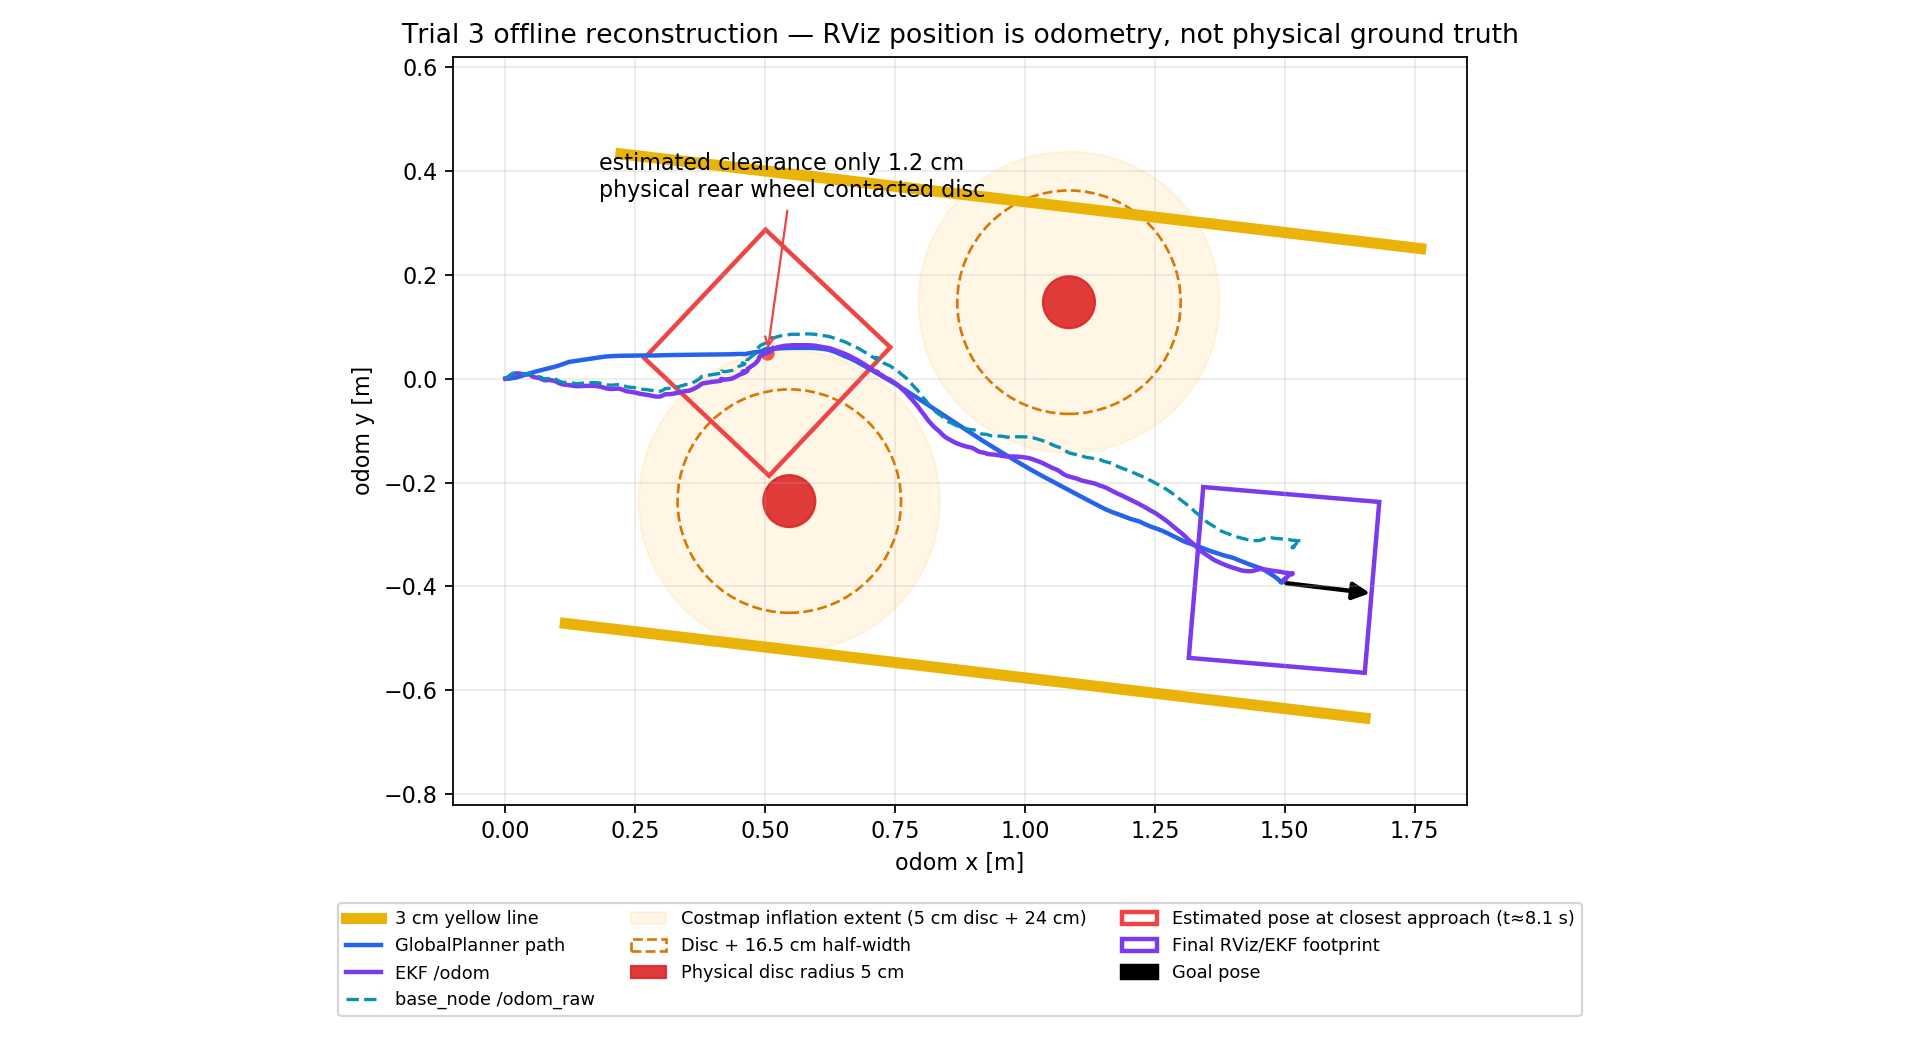 Trial 3 offline reconstruction — RViz position is odometry, not physical ground truth
0.6
0.4
0.2
0.0
−0.2
−0.4
−0.6
−0.8
odom y [m]
estimated clearance only 1.2 cm
physical rear wheel contacted disc
0.00 0.25 0.50 0.75 1.00 1.25 1.50 1.75
odom x [m]
3 cm yellow line
GlobalPlanner path
EKF /odom
base_node /odom_raw
Costmap inflation extent (5 cm disc + 24 cm)
Disc + 16.5 cm half-width
Physical disc radius 5 cm
Estimated pose at closest approach (t≈8.1 s)
Final RViz/EKF footprint
Goal pose